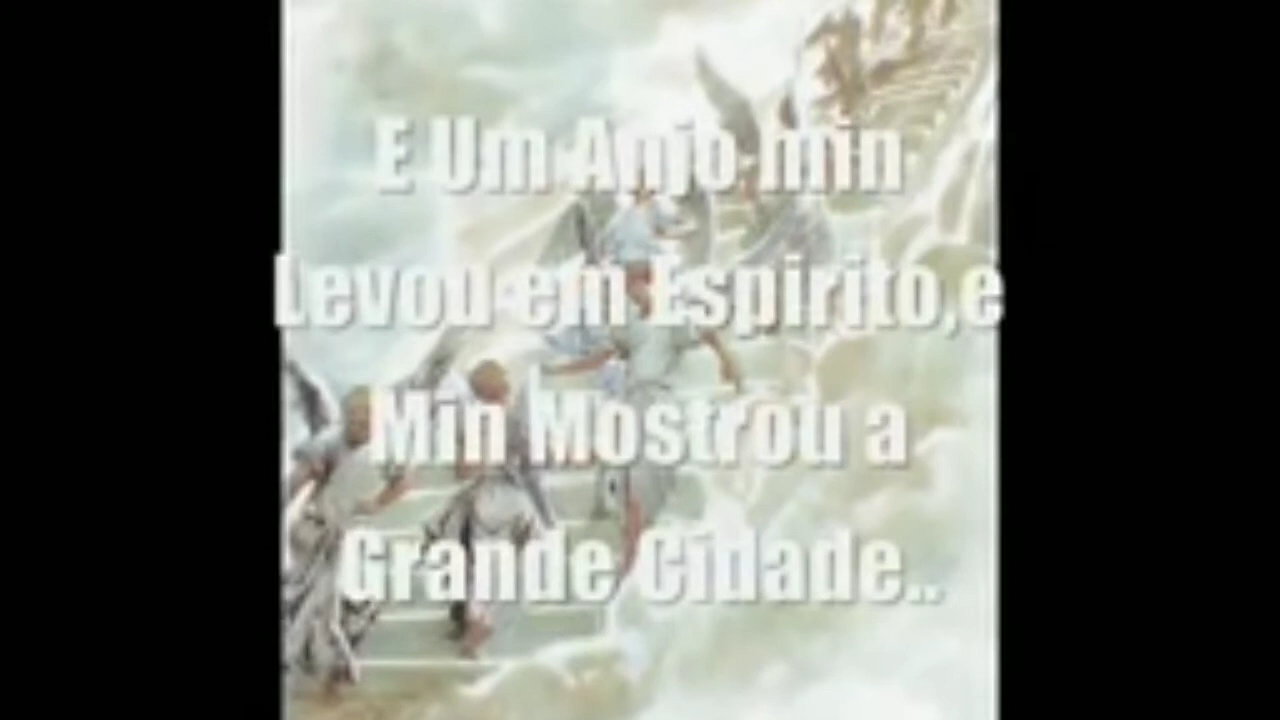 E Um Anjo min
Levou em Espirito,e
Min Mostrou a
Grande Cidade..